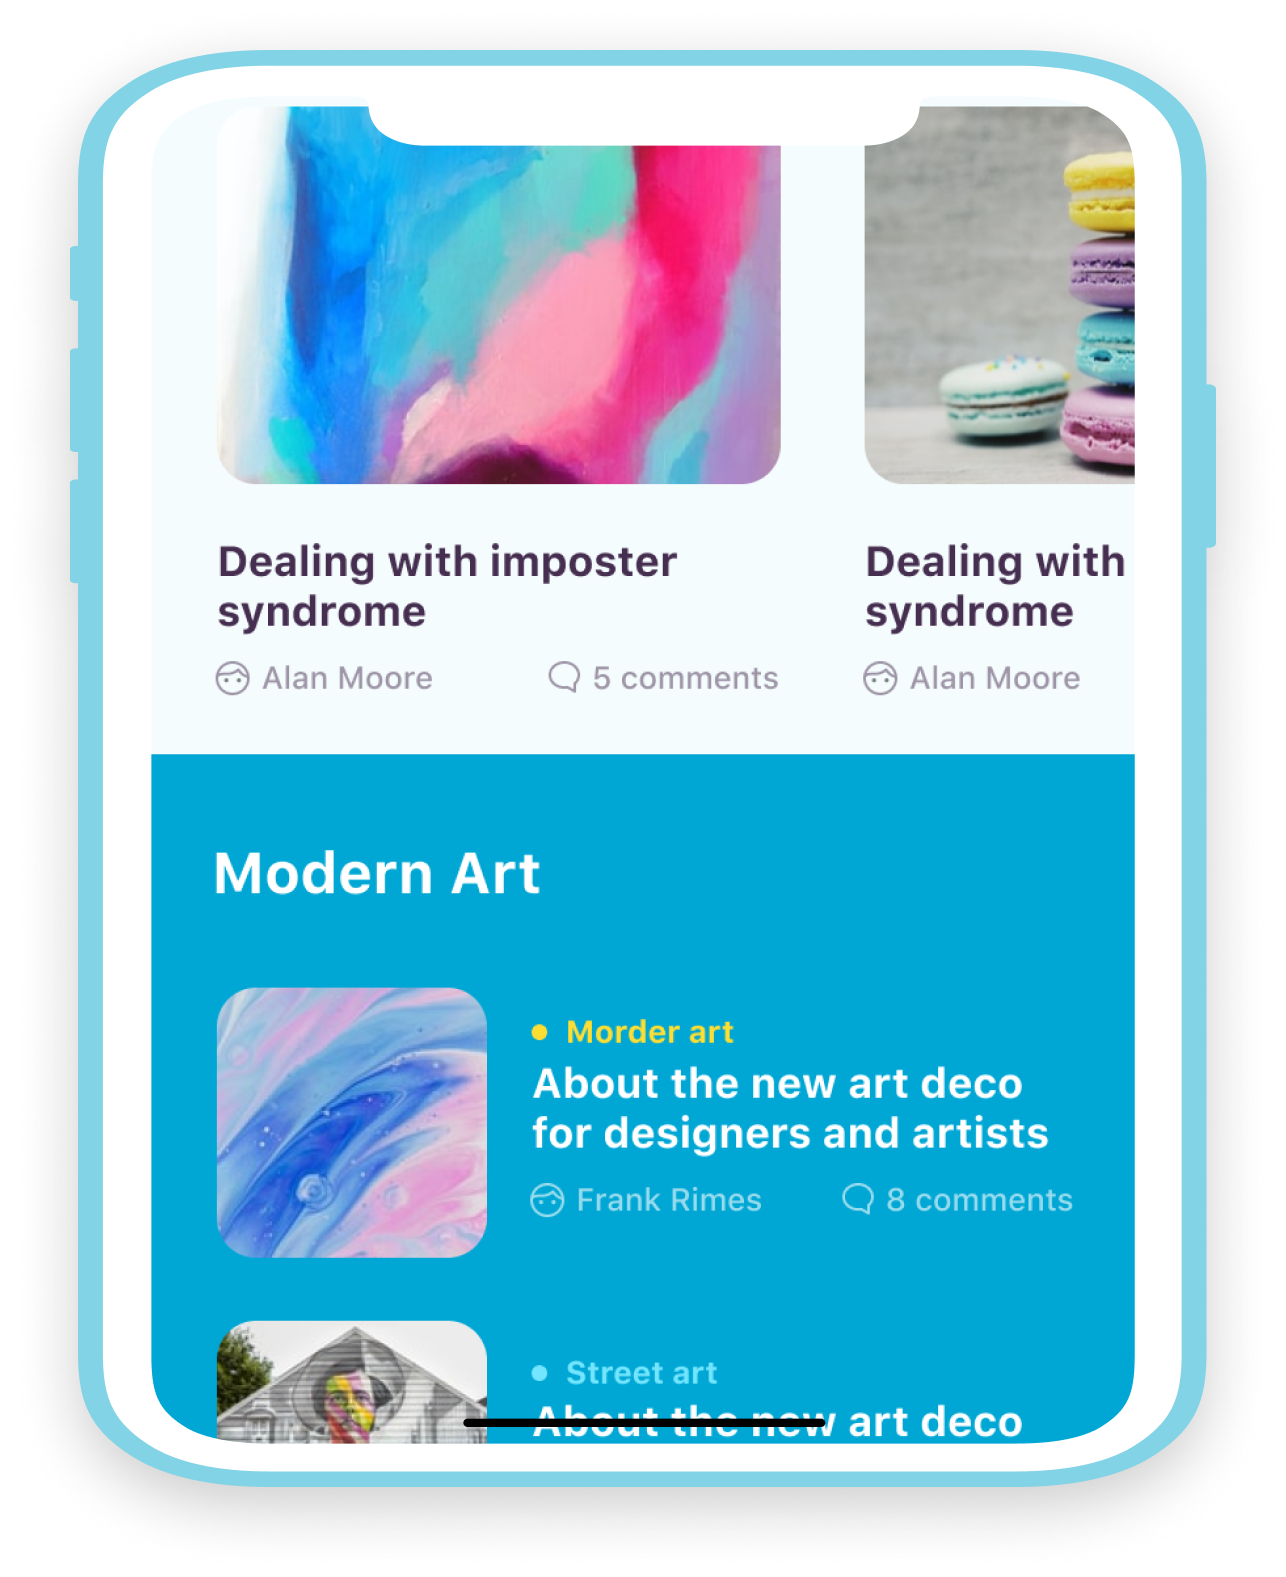 Dealing with imposter
syndrome
Alan Moore
5 comments
Dealing with
syndrome
Alan Moore
Modern Art
Morder art
About the new art deco
for designers and artists
Frank Rimes
8 comments
Street art
About the new art deco